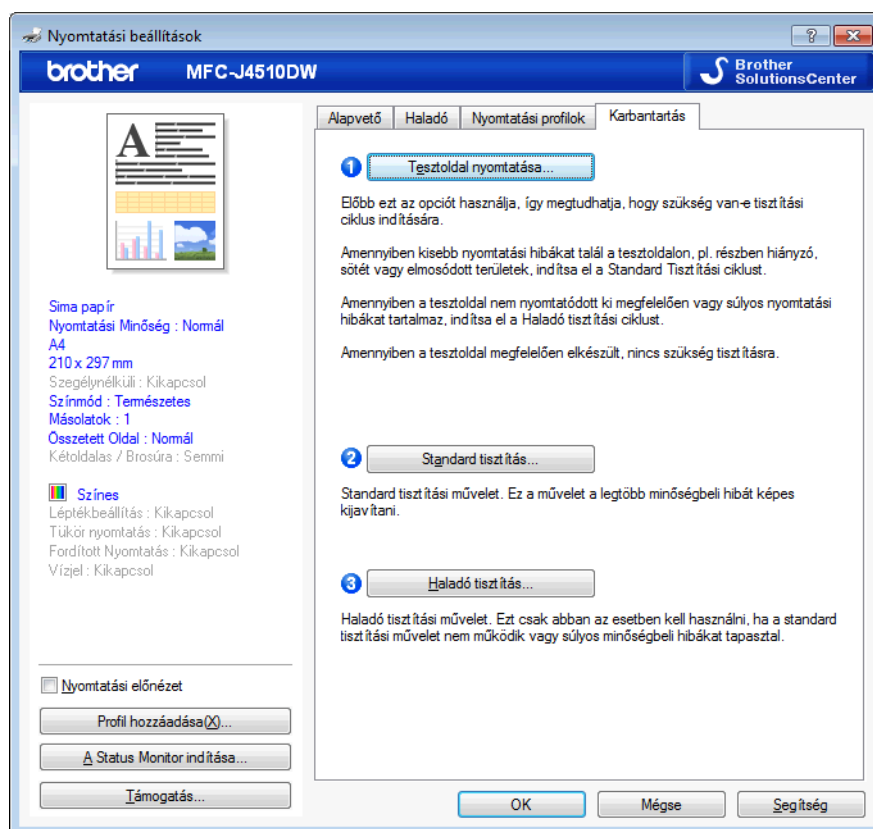 Nyomtatási beállítások
brother MFC-J4510DW
Brother
SolutionsCenter
A
Sima papír
Nyomtatási Minőség : Normál
A4
210 x 297 mm
Szegélynélküli : Kikapcsol
Színmód : Természetes
Másolatok : 1
Összetett Oldal : Normál
Kétoldalas / Brosúra : Semmi
Színes
Léptékbeállítás : Kikapcsol
Tükör nyomtatás : Kikapcsol
Fordított Nyomtatás : Kikapcsol
Vízjel : Kikapcsol
Nyomtatási előnézet
Profil hozzáadása(X)...
A Status Monitor indítása...
Támogatás...
Alapvető Haladó Nyomtatási profilok Karbantartás
1 Tesztoldal nyomtatása...
Előbb ezt az opciót használja, így megtudhatja, hogy szükség van-e tisztítási
ciklus indítására.
Amennyiben kisebb nyomtatási hibákat talál a tesztoldalon, pl. részben hiányzó,
sötét vagy elmosódott területek, indítsa el a Standard Tisztítási ciklust.
Amennyiben a tesztoldal nem nyomtatódott ki megfelelően vagy súlyos nyomtatási
hibákat tartalmaz, indítsa el a Haladó tisztítási ciklust.
Amennyiben a tesztoldal megfelelően elkészült, nincs szükség tisztításra.
2 Standard tisztítás...
Standard tisztítási művelet. Ez a művelet a legtöbb minőségbeli hibát képes
kijavítani.
3 Haladó tisztítás...
Haladó tisztítási művelet. Ezt csak abban az esetben kell használni, ha a standard
tisztítási művelet nem működik vagy súlyos minőségbeli hibákat tapasztal.
OK Mégse Segítség